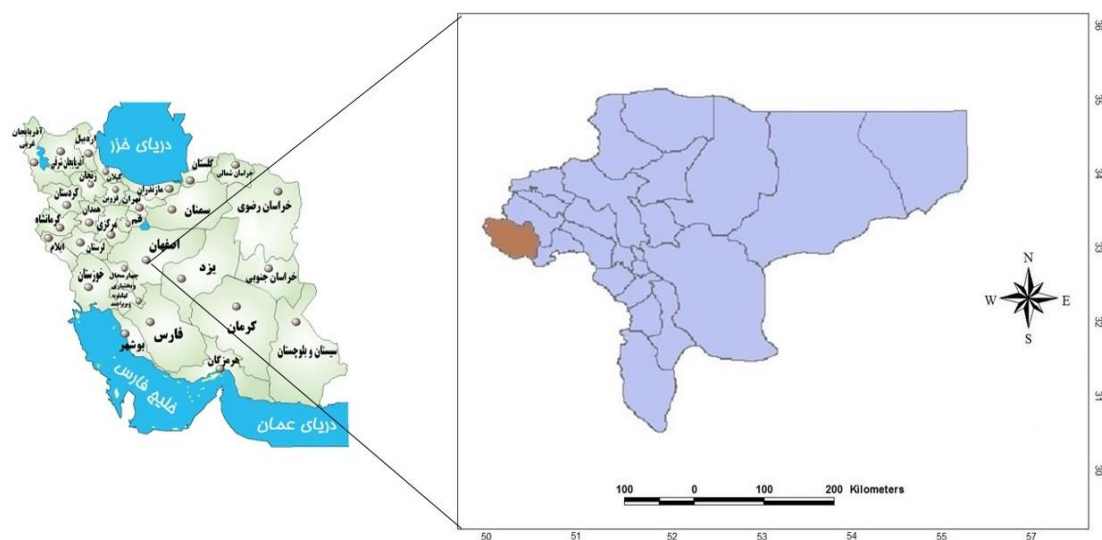 دریای خزر
آذربایجان
غربی
اردبیل
آذربایجان شرقی
گیلان
زنجان
قزوین
مازندران
گلستان
خراسان شمالی
کردستان
تهران
سمنان
خراسان رضوی
همدان
کرمانشاه
مرکزی
قم
ایلام
لرستان
اصفهان
خوزستان
چهارمحال
وبختیاری
کهگیلویه
وبویراحمد
یزد
خراسان جنوبی
فارس
کرمان
بوشهر
هرمزگان
سیستان و بلوچستان
خلیج فارس
دریای عمان
36
35
34
33
32
31
30
N
W
E
S
100 0 100 200 Kilometers
50 51 52 53 54 55 57